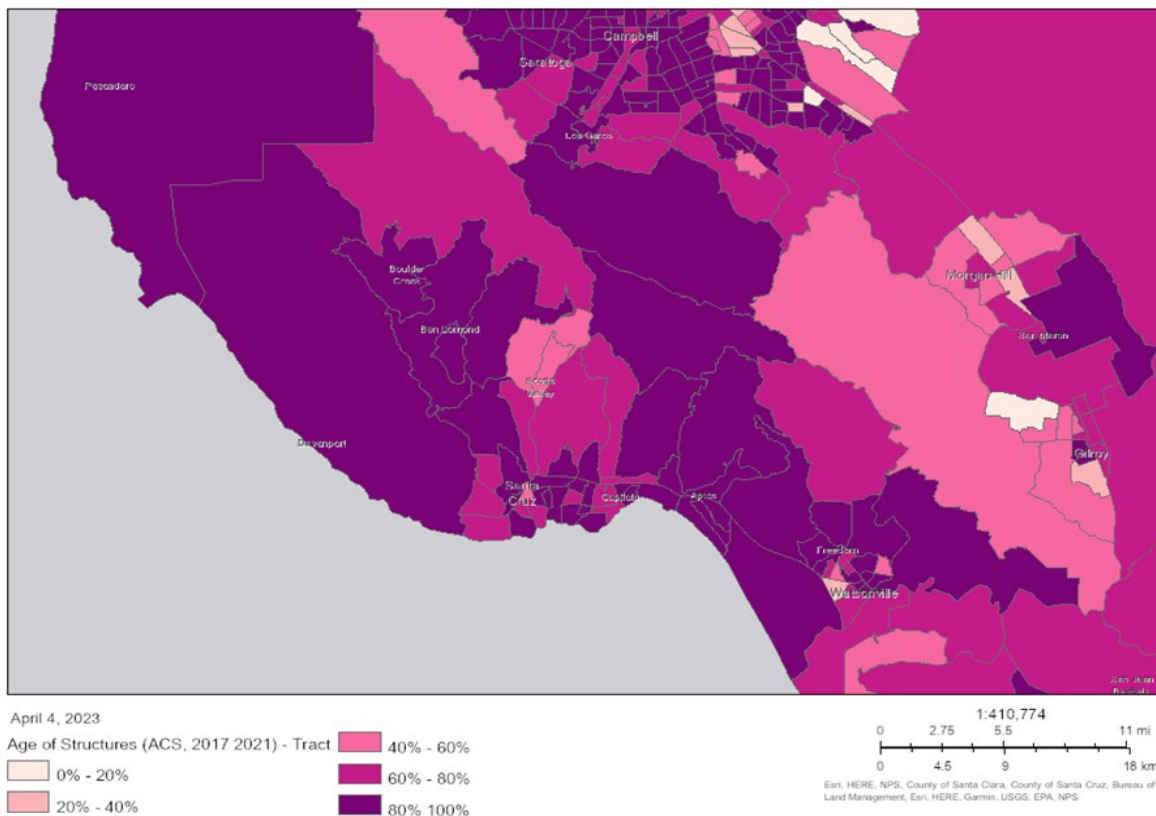 Campbell
Saratoga
Pescadero
Los Gatos
Boulder
Creek
Morgan Hill
Ben Lomond
San Martin
Scotts
Valley
Davenport
Gilroy
Santa
Cruz
Capitola
Aptos
Freedom
Watsonville
San Juan
April 4, 2023
Age of Structures (ACS, 2017 2021) - Tract
0% - 20%
20% - 40%
40% - 60%
60% - 80%
80% 100%
1:410,774
0 2.75 5.5 11 mi
0 4.5 9 18 km
Esri, HERE, NPS, County of Santa Clara, County of Santa Cruz, Bureau of
Land Management, Esri, HERE, Garmin, USGS, EPA, NPS